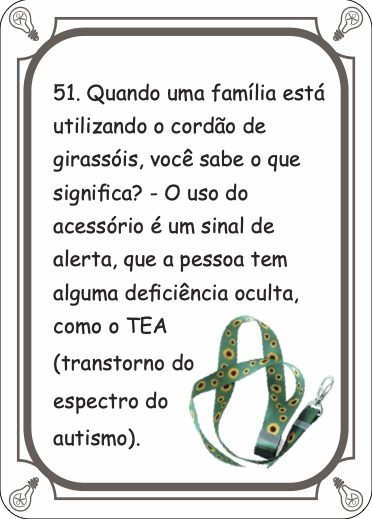 51. Quando uma família está
utilizando o cordão de
girassóis, você sabe o que
significa? - O uso do
acessório é um sinal de
alerta, que a pessoa tem
alguma deficiência oculta,
como o TEA
(transtorno do
espectro do
autismo).